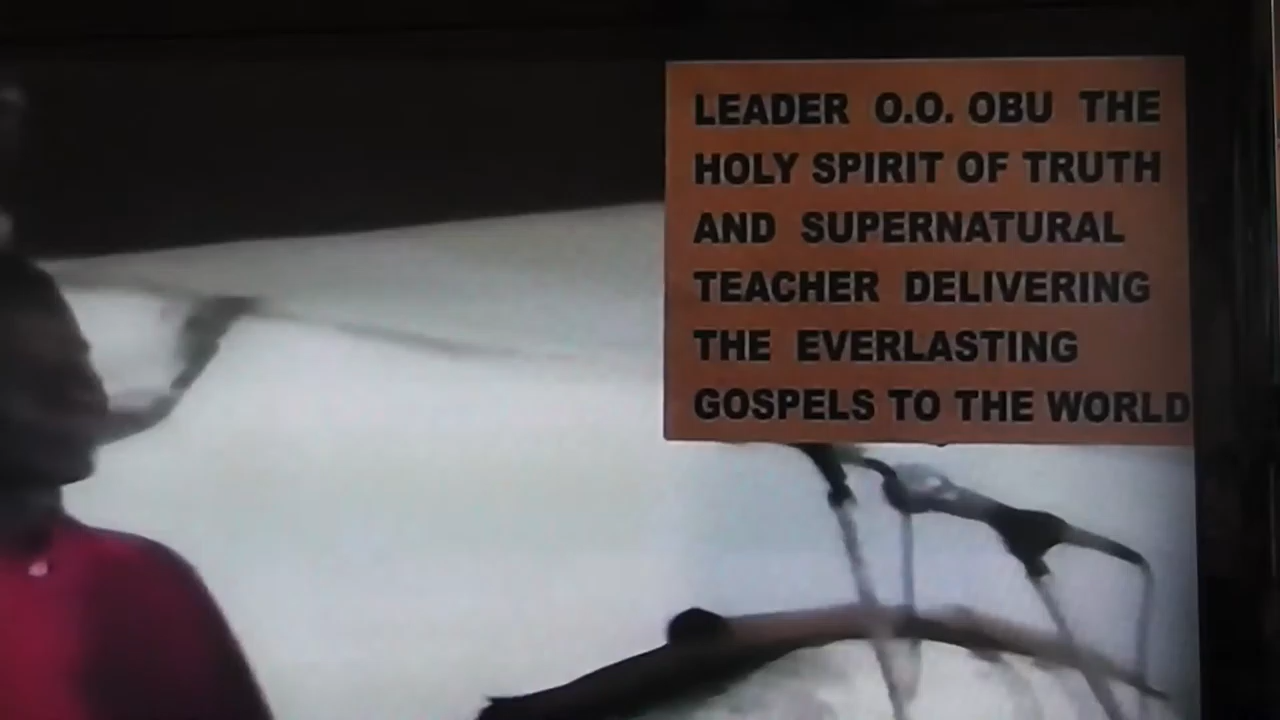 LEADER O.O. OBU THE
HOLY SPIRIT OF TRUTH
AND SUPERNATURAL
TEACHER DELIVERING
THE EVERLASTING
GOSPELS TO THE WORLD